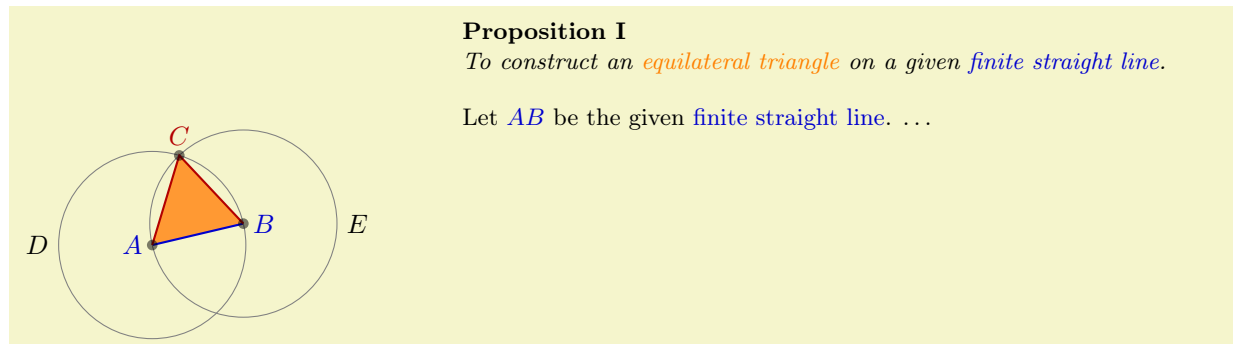 Proposition I
To construct an equilateral triangle on a given finite straight line.
Let AB be the given finite straight line. …
C
B
E
A
D